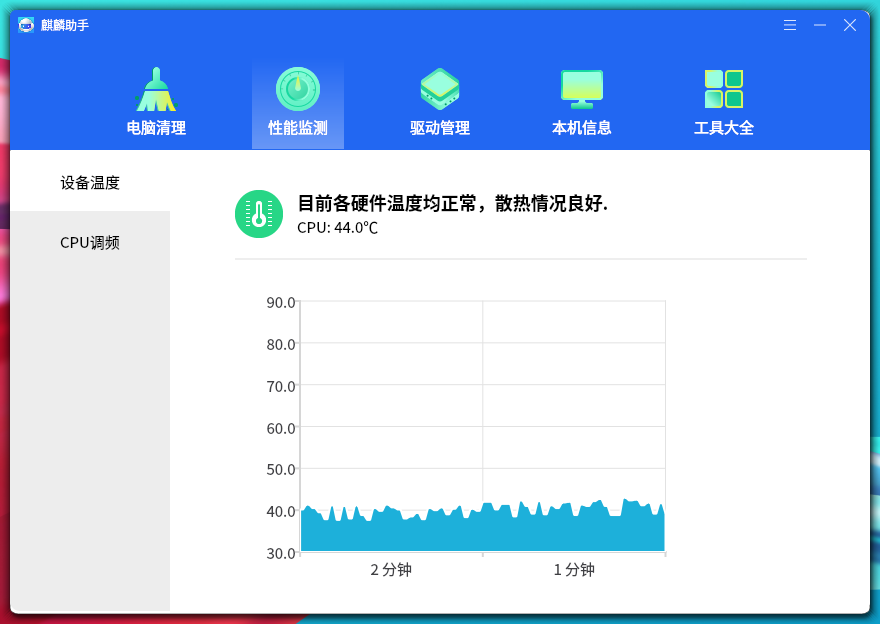 麒麟助手
电脑清理 性能监测 驱动管理 本机信息 工具大全
设备温度
CPU调频
目前各硬件温度均正常，散热情况良好.
CPU: 44.0℃
90.0
80.0
70.0
60.0
50.0
40.0
30.0
2 分钟 1 分钟